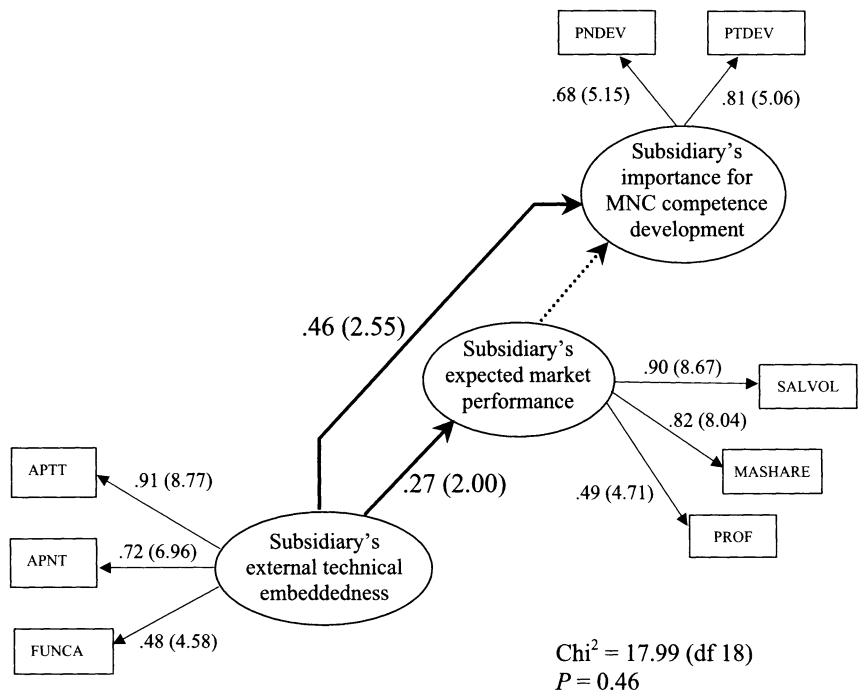 PNDEV
PTDEV
.68 (5.15)
.81 (5.06)
Subsidiary's
importance for
MNC competence
development
.46 (2.55)
Subsidiary's
expected market
performance
.90 (8.67)
SALVOL
.82 (8.04)
MASHARE
.49 (4.71)
PROF
.27 (2.00)
APTT
.91 (8.77)
APNT
.72 (6.96)
FUNCA
.48 (4.58)
Subsidiary's
external technical
embeddedness
Chi² = 17.99 (df 18)
P = 0.46